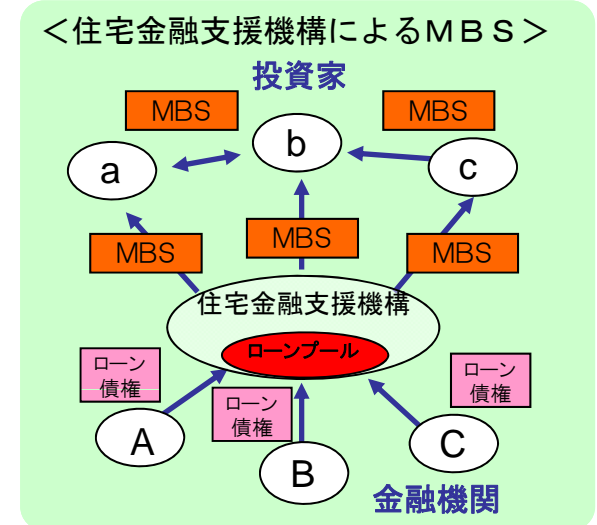 ＜住宅金融支援機構によるＭＢＳ＞
投資家
MBS
MBS
a
b
c
MBS
MBS
MBS
住宅金融支援機構
ローンプール
ローン
債権
ローン
債権
ローン
債権
A
B
C
金融機関